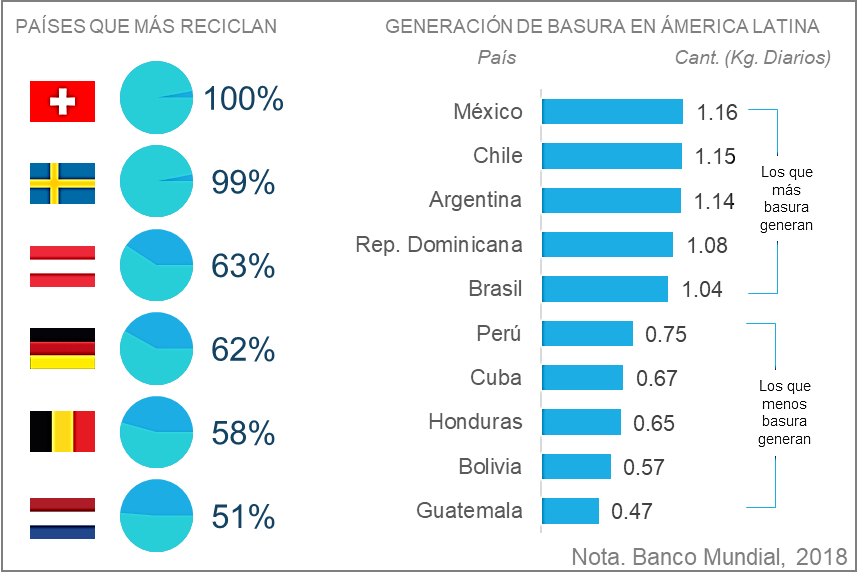 PAÍSES QUE MÁS RECICLAN
100%
99%
63%
62%
58%
51%
GENERACIÓN DE BASURA EN ÁMERICA LATINA
País Cant. (Kg. Diarios)
México 1.16
Chile 1.15
Argentina 1.14
Rep. Dominicana 1.08
Brasil 1.04
Perú 0.75
Cuba 0.67
Honduras 0.65
Bolivia 0.57
Guatemala 0.47
Los que
más
basura
generan
Los que
menos
basura
generan
Nota. Banco Mundial, 2018